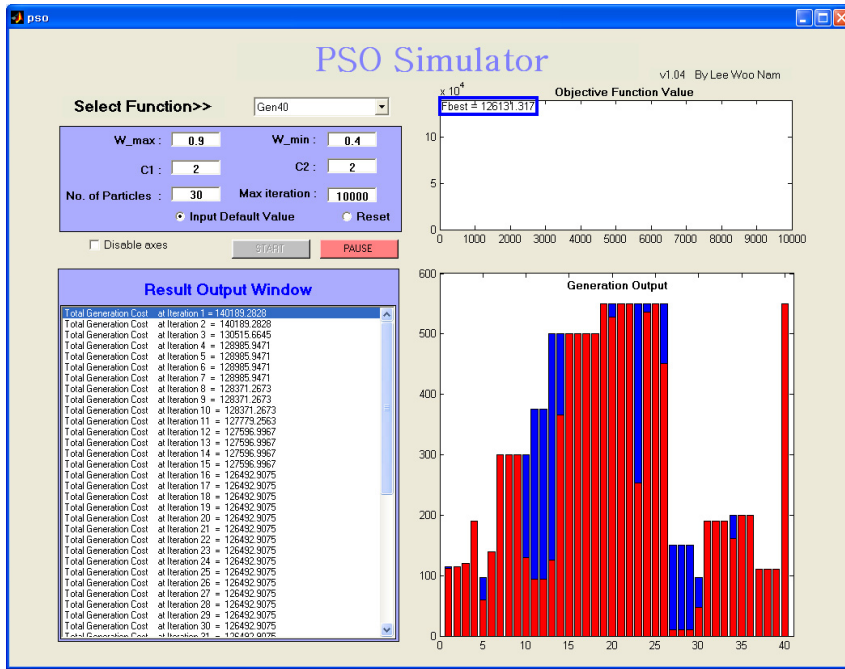 pso
PSO Simulator
v1.04 By Lee Woo Nam
Select Function>>
Gen40
W_max :
0.9
W_min :
0.4
C1 :
2
C2 :
2
No. of Particles :
30
Max iteration :
10000
Input Default Value
Reset
Disable axes
START
PAUSE
x 10^4
Objective Function Value
Fbest = 126131.317
10
5
0
0 1000 2000 3000 4000 5000 6000 7000 8000 9000 10000
Result Output Window
Total Generation Cost at Iteration 1 = 140189.2828
Total Generation Cost at Iteration 2 = 140189.2828
Total Generation Cost at Iteration 3 = 130515.6645
Total Generation Cost at Iteration 4 = 128985.9471
Total Generation Cost at Iteration 5 = 128985.9471
Total Generation Cost at Iteration 6 = 128985.9471
Total Generation Cost at Iteration 7 = 128985.9471
Total Generation Cost at Iteration 8 = 128371.2673
Total Generation Cost at Iteration 9 = 128371.2673
Total Generation Cost at Iteration 10 = 128371.2673
Total Generation Cost at Iteration 11 = 127779.2563
Total Generation Cost at Iteration 12 = 127596.9967
Total Generation Cost at Iteration 13 = 127596.9967
Total Generation Cost at Iteration 14 = 127596.9967
Total Generation Cost at Iteration 15 = 127596.9967
Total Generation Cost at Iteration 16 = 126492.9075
Total Generation Cost at Iteration 17 = 126492.9075
Total Generation Cost at Iteration 18 = 126492.9075
Total Generation Cost at Iteration 19 = 126492.9075
Total Generation Cost at Iteration 20 = 126492.9075
Total Generation Cost at Iteration 21 = 126492.9075
Total Generation Cost at Iteration 22 = 126492.9075
Total Generation Cost at Iteration 23 = 126492.9075
Total Generation Cost at Iteration 24 = 126492.9075
Total Generation Cost at Iteration 25 = 126492.9075
Total Generation Cost at Iteration 26 = 126492.9075
Total Generation Cost at Iteration 27 = 126492.9075
Total Generation Cost at Iteration 28 = 126492.9075
Total Generation Cost at Iteration 29 = 126492.9075
Total Generation Cost at Iteration 30 = 126492.9075
Total Generation Cost at Iteration 31 = 126492.9075
Generation Output
600
500
400
300
200
100
0
0 5 10 15 20 25 30 35 40